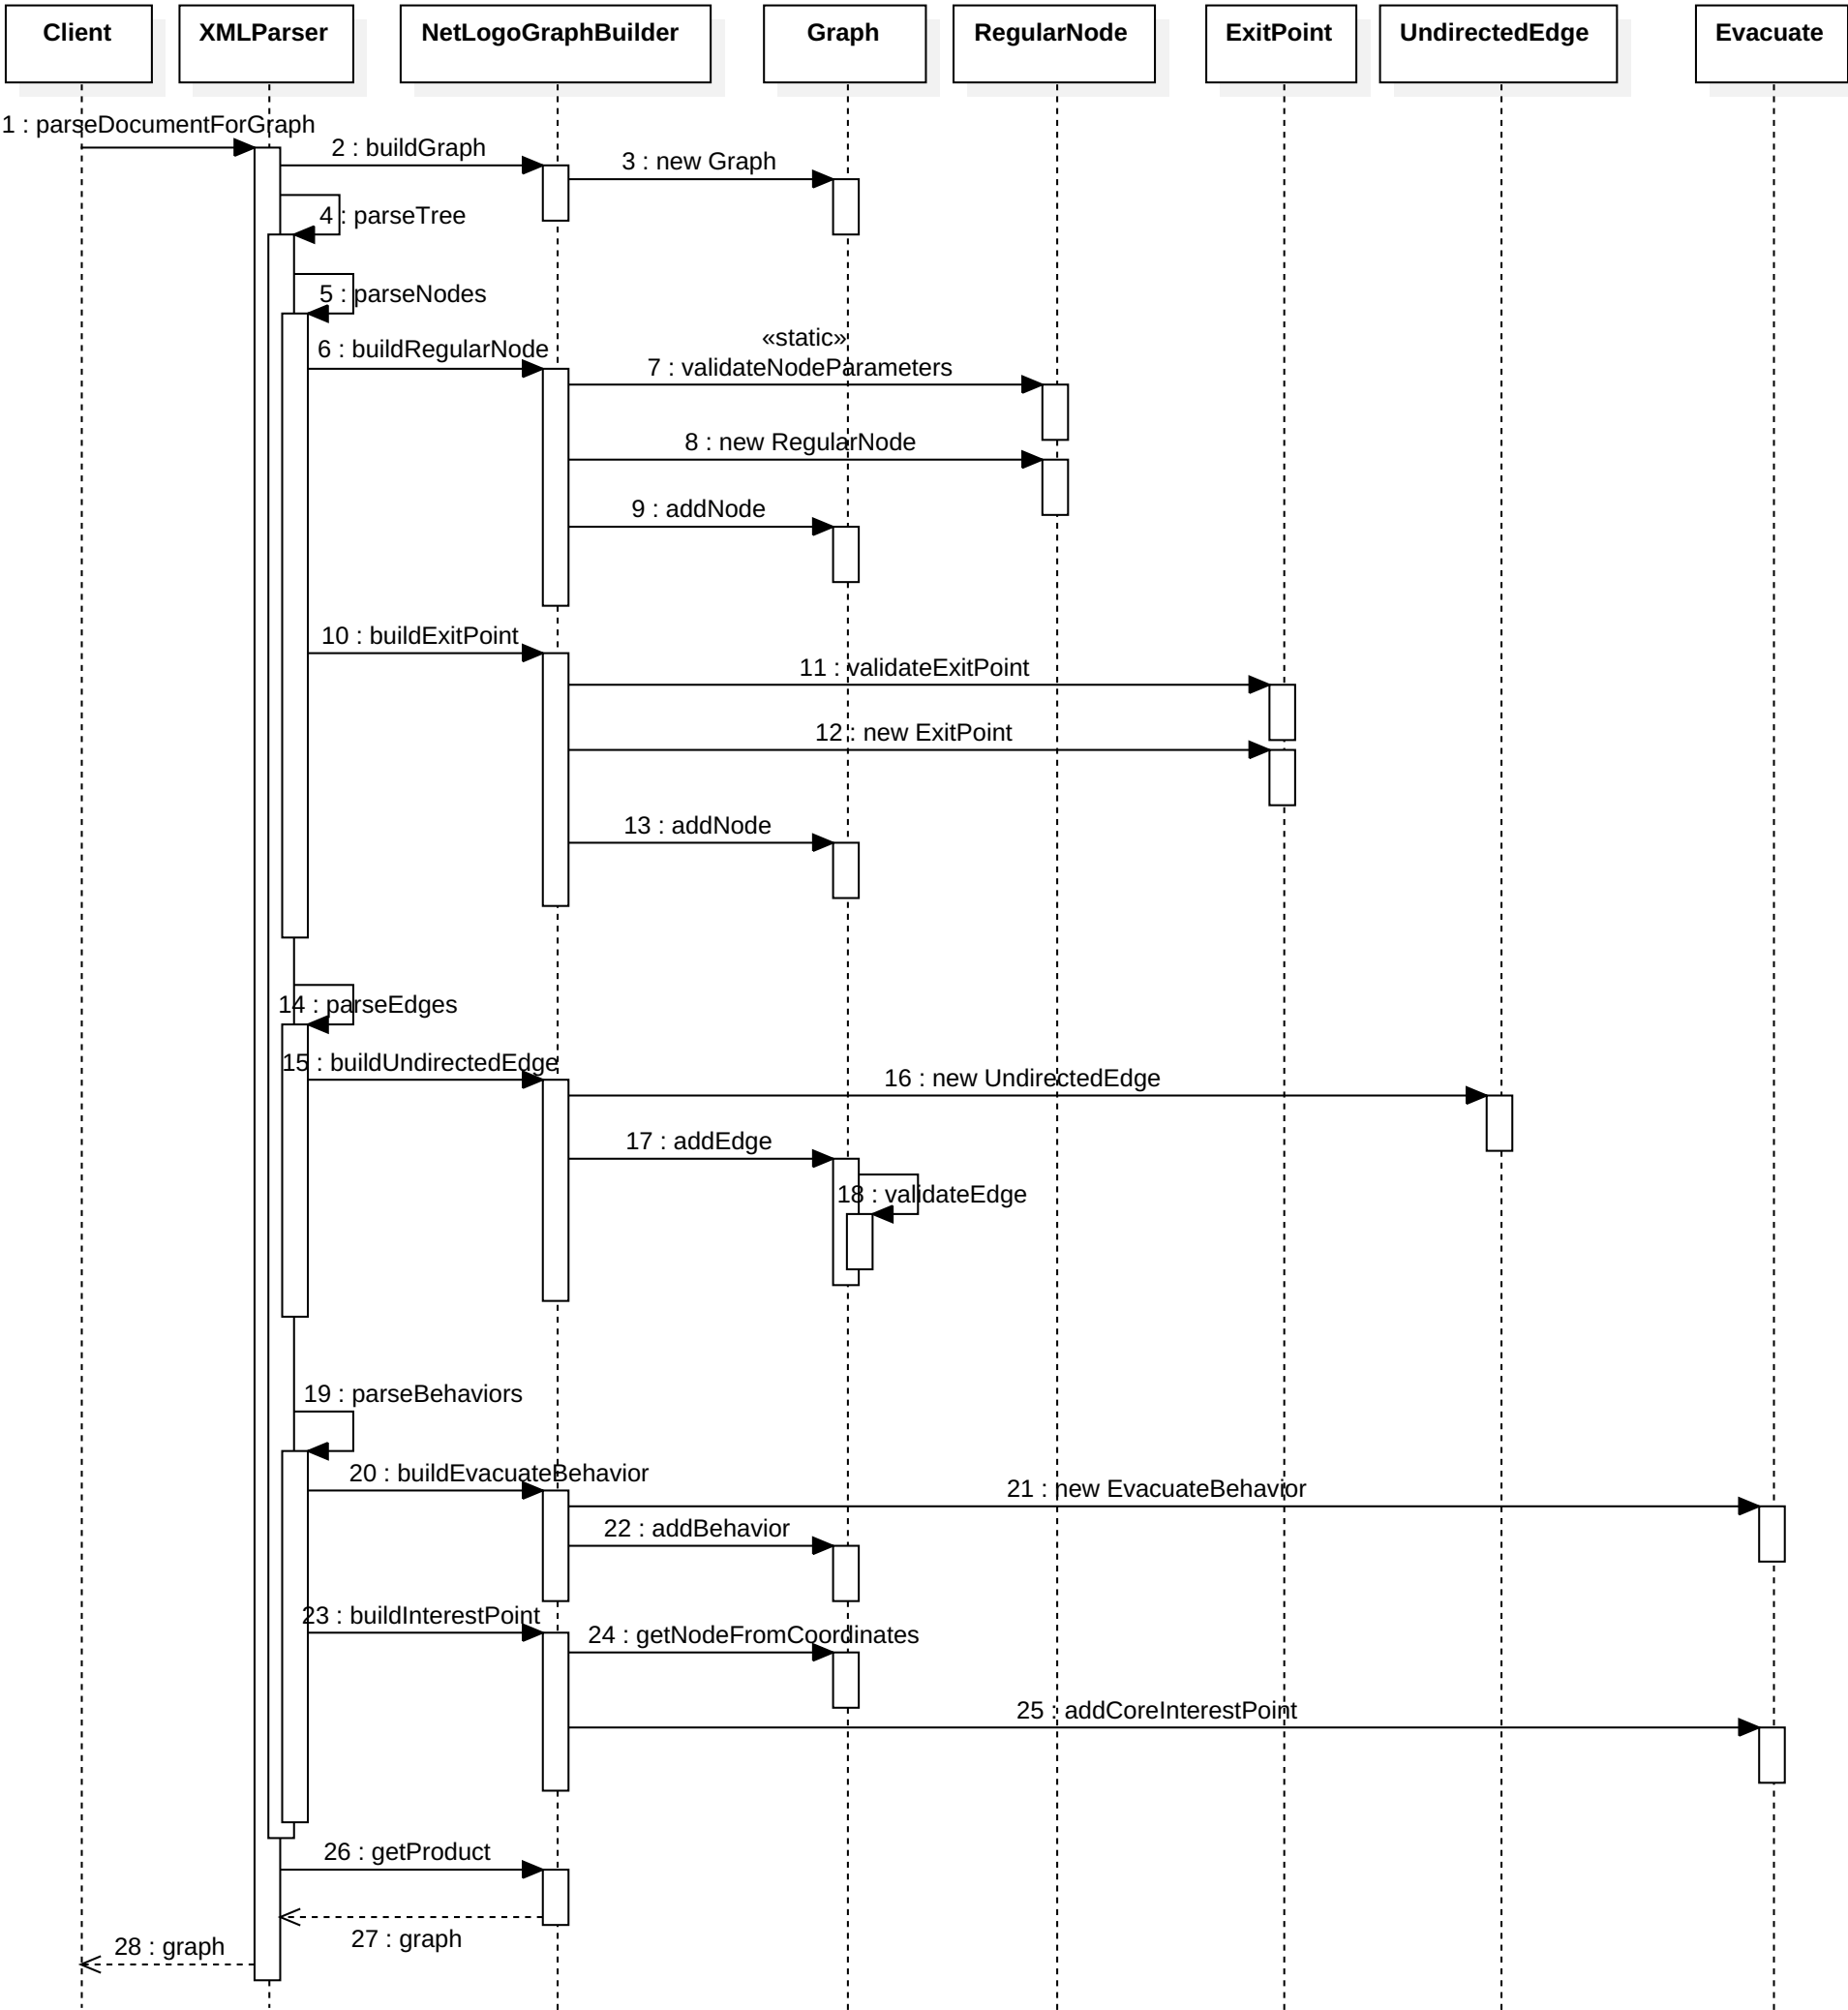 Client
XMLParser
NetLogoGraphBuilder
Graph
RegularNode
ExitPoint
UndirectedEdge
Evacuate
1 : parseDocumentForGraph
2 : buildGraph
3 : new Graph
4 : parseTree
5 : parseNodes
6 : buildRegularNode
«static»
7 : validateNodeParameters
8 : new RegularNode
9 : addNode
10 : buildExitPoint
11 : validateExitPoint
12 : new ExitPoint
13 : addNode
14 : parseEdges
15 : buildUndirectedEdge
16 : new UndirectedEdge
17 : addEdge
18 : validateEdge
19 : parseBehaviors
20 : buildEvacuateBehavior
21 : new EvacuateBehavior
22 : addBehavior
23 : buildInterestPoint
24 : getNodeFromCoordinates
25 : addCoreInterestPoint
26 : getProduct
27 : graph
28 : graph